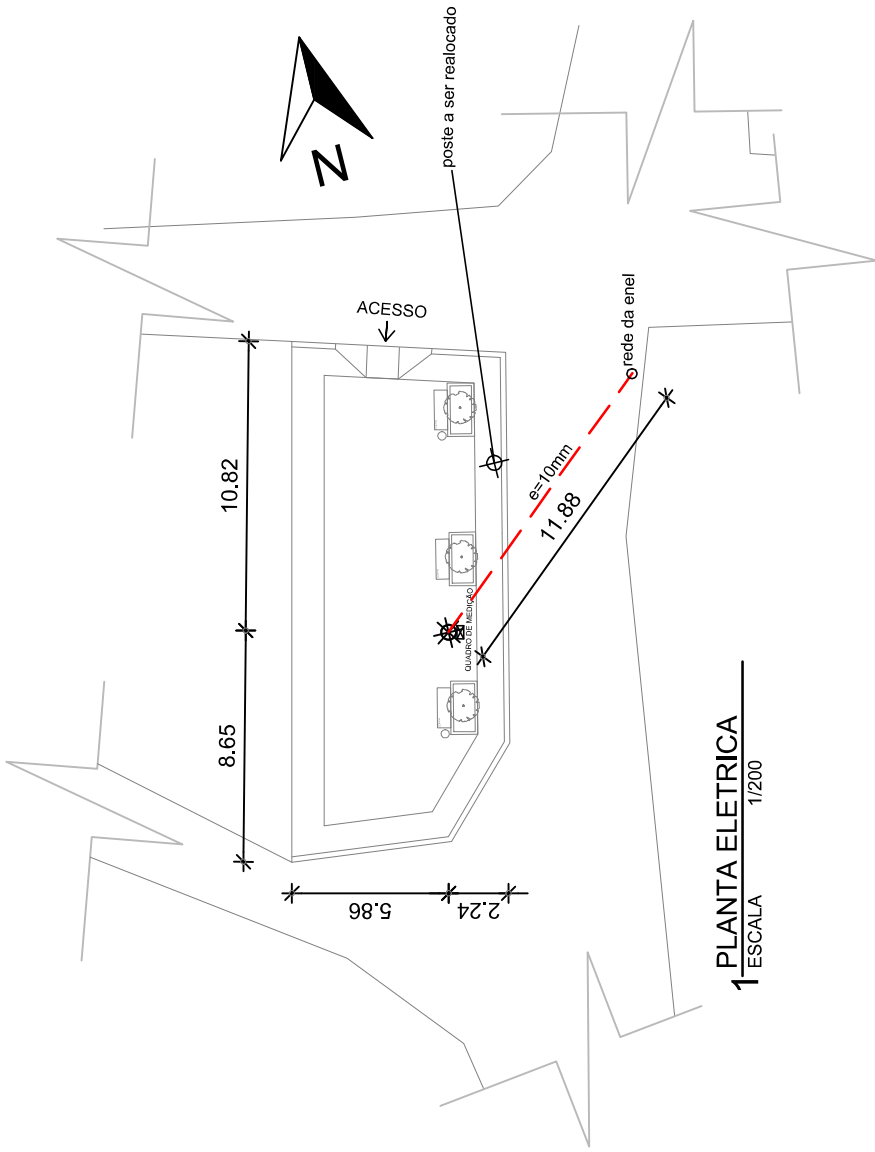 N
poste a ser realocado
ACESSO
10.82
8.65
rede da enel
e=10mm
11.88
QUADRO DE MEDIÇÃO
5.86
2.24
1 PLANTA ELETRICA
ESCALA 1/200